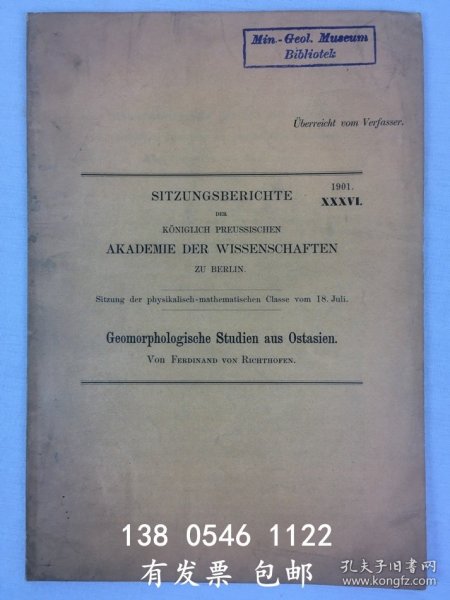 Min.-Geol. Museum
Bibliotek
Überreicht vom Verfasser.
1901.
XXXVI.
SITZUNGSBERICHTE
DER
KÖNIGLICH PREUSSISCHEN
AKADEMIE DER WISSENSCHAFTEN
ZU BERLIN.
Sitzung der physikalisch-mathematischen Classe vom 18. Juli.
Geomorphologische Studien aus Ostasien.
Von Ferdinand von Richthofen.
138 0546 1122
有发票 包邮
孔夫子旧书网
www.kongfz.com